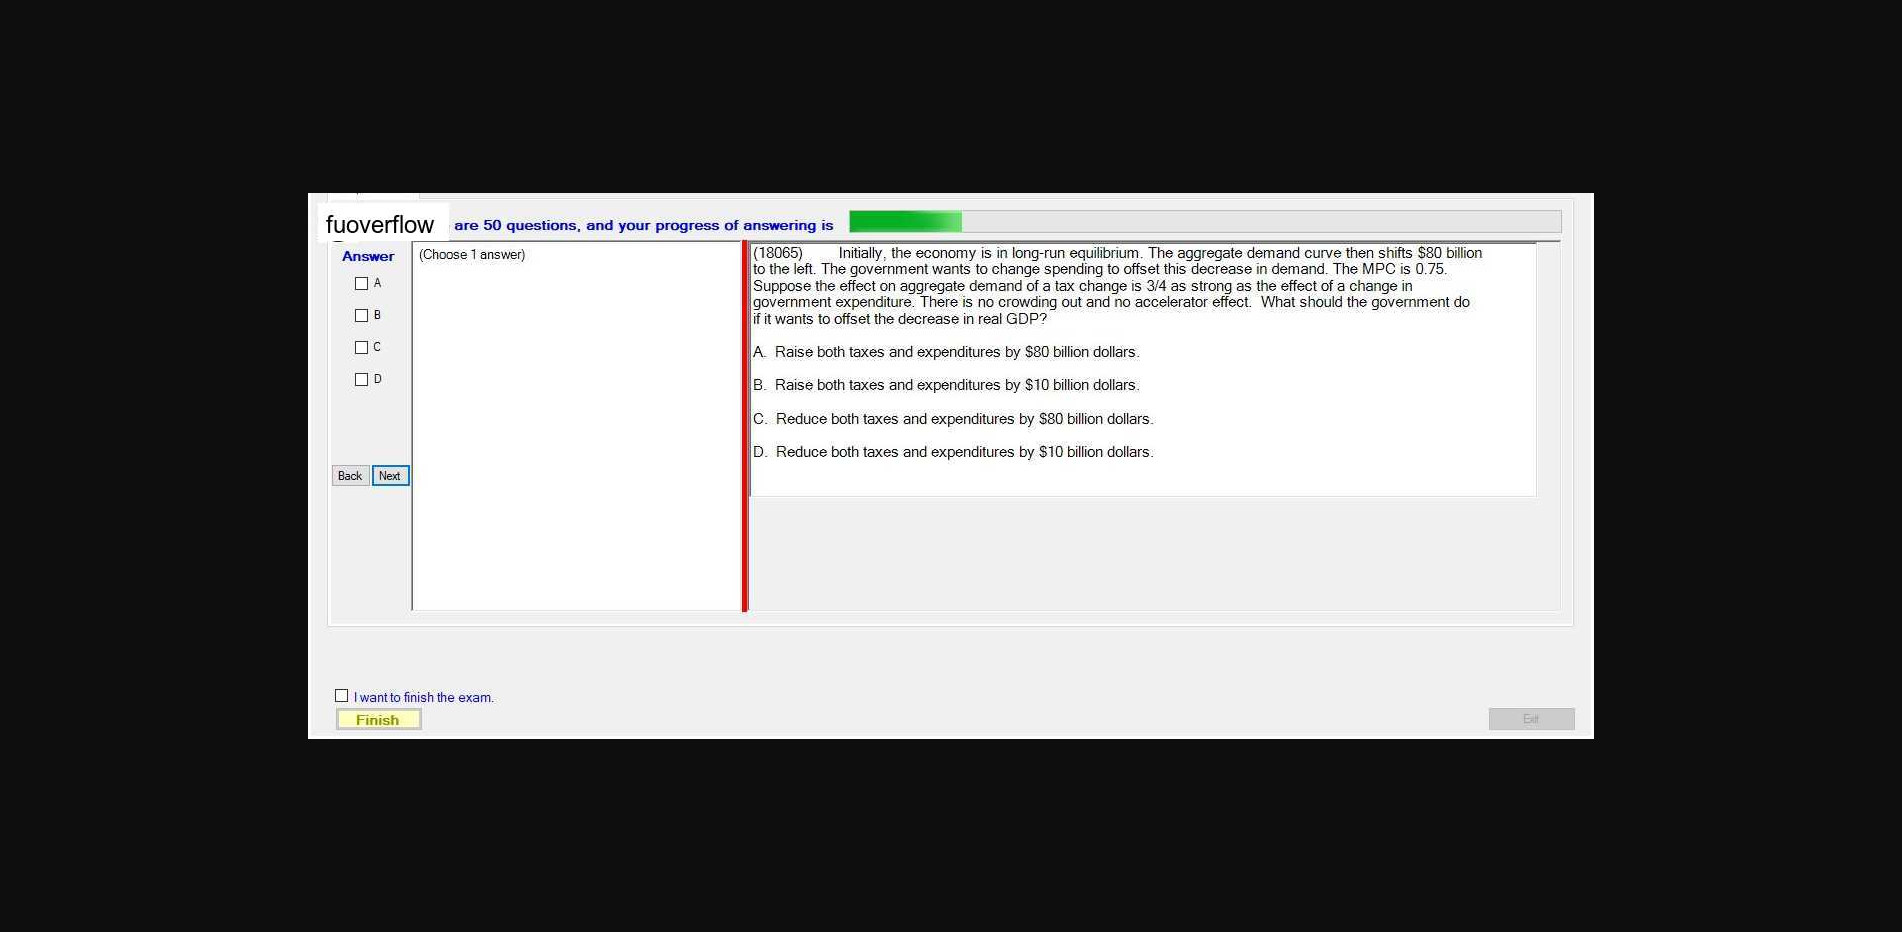 fuoverflow are 50 questions, and your progress of answering is
Answer
A
B
C
D
Back Next
(Choose 1 answer)
(18065) Initially, the economy is in long-run equilibrium. The aggregate demand curve then shifts $80 billion
to the left. The government wants to change spending to offset this decrease in demand. The MPC is 0.75.
Suppose the effect on aggregate demand of a tax change is 3/4 as strong as the effect of a change in
government expenditure. There is no crowding out and no accelerator effect. What should the government do
if it wants to offset the decrease in real GDP?
A. Raise both taxes and expenditures by $80 billion dollars.
B. Raise both taxes and expenditures by $10 billion dollars.
C. Reduce both taxes and expenditures by $80 billion dollars.
D. Reduce both taxes and expenditures by $10 billion dollars.
I want to finish the exam.
Finish
Exit